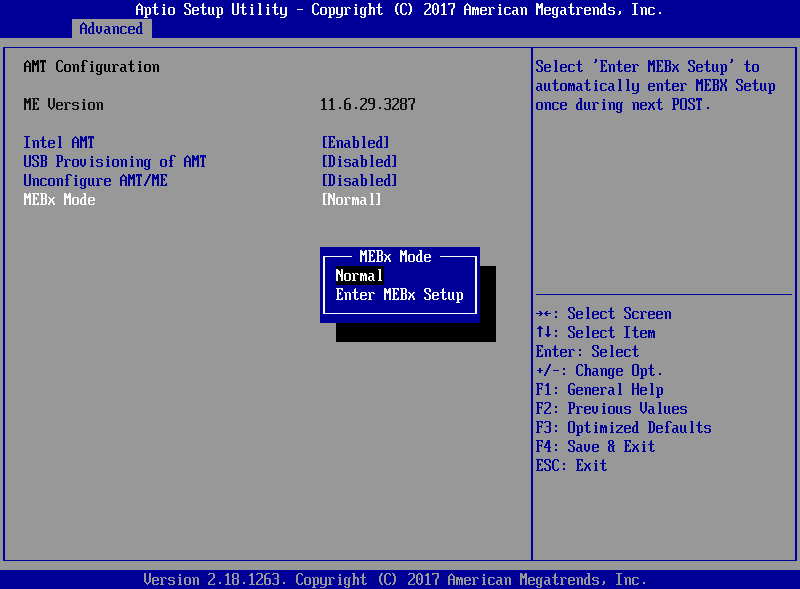 Aptio Setup Utility - Copyright (C) 2017 American Megatrends, Inc.
Advanced
AMT Configuration
ME Version 11.6.29.3287
Intel AMT [Enabled]
USB Provisioning of AMT [Disabled]
Unconfigure AMT/ME [Disabled]
MEBx Mode [Normal]
MEBx Mode
Normal
Enter MEBx Setup
Select 'Enter MEBx Setup' to
automatically enter MEBX Setup
once during next POST.
→←: Select Screen
↑↓: Select Item
Enter: Select
+/-: Change Opt.
F1: General Help
F2: Previous Values
F3: Optimized Defaults
F4: Save & Exit
ESC: Exit
Version 2.18.1263. Copyright (C) 2017 American Megatrends, Inc.